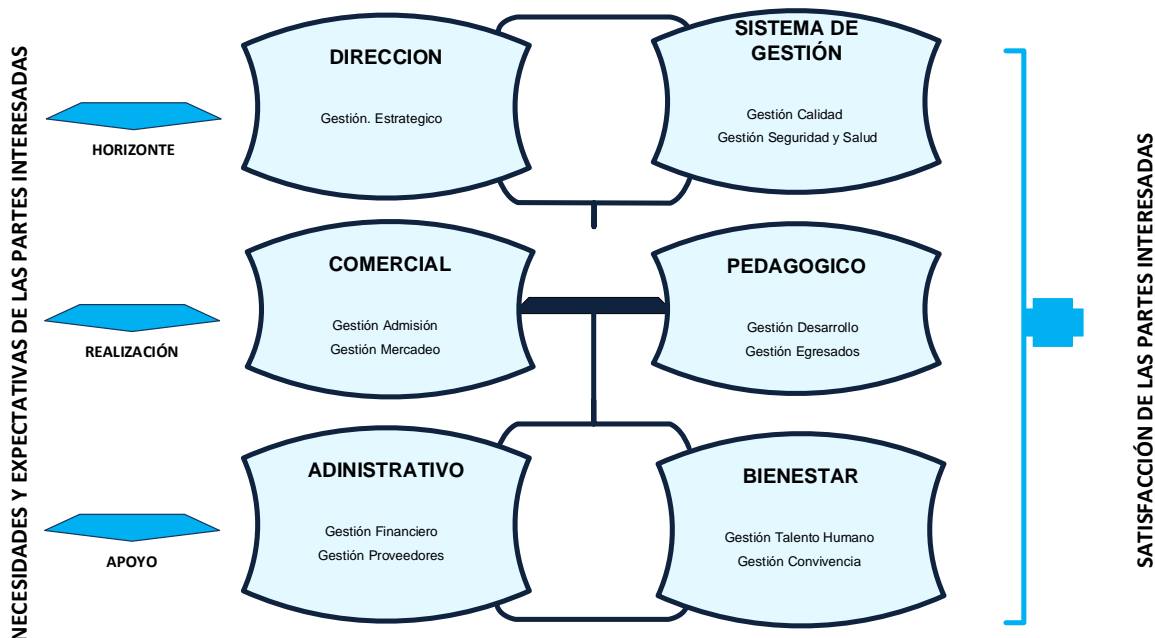 NECESIDADES Y EXPECTATIVAS DE LAS PARTES INTERESADAS
HORIZONTE
DIRECCION
Gestión. Estrategico
SISTEMA DE
GESTIÓN
Gestión Calidad
Gestión Seguridad y Salud
REALIZACIÓN
COMERCIAL
Gestión Admisión
Gestión Mercadeo
PEDAGOGICO
Gestión Desarrollo
Gestión Egresados
APOYO
ADINISTRATIVO
Gestión Financiero
Gestión Proveedores
BIENESTAR
Gestión Talento Humano
Gestión Convivencia
SATISFACCIÓN DE LAS PARTES INTERESADAS